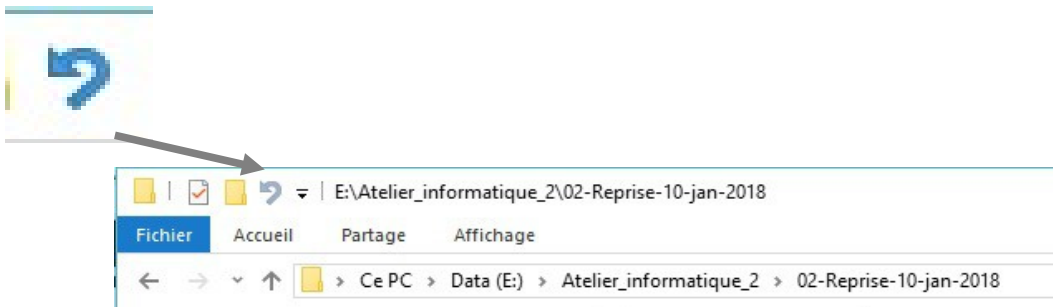 E:\Atelier_informatique_2\02-Reprise-10-jan-2018
Fichier Accueil Partage Affichage
Ce PC > Data (E:) > Atelier_informatique_2 > 02-Reprise-10-jan-2018